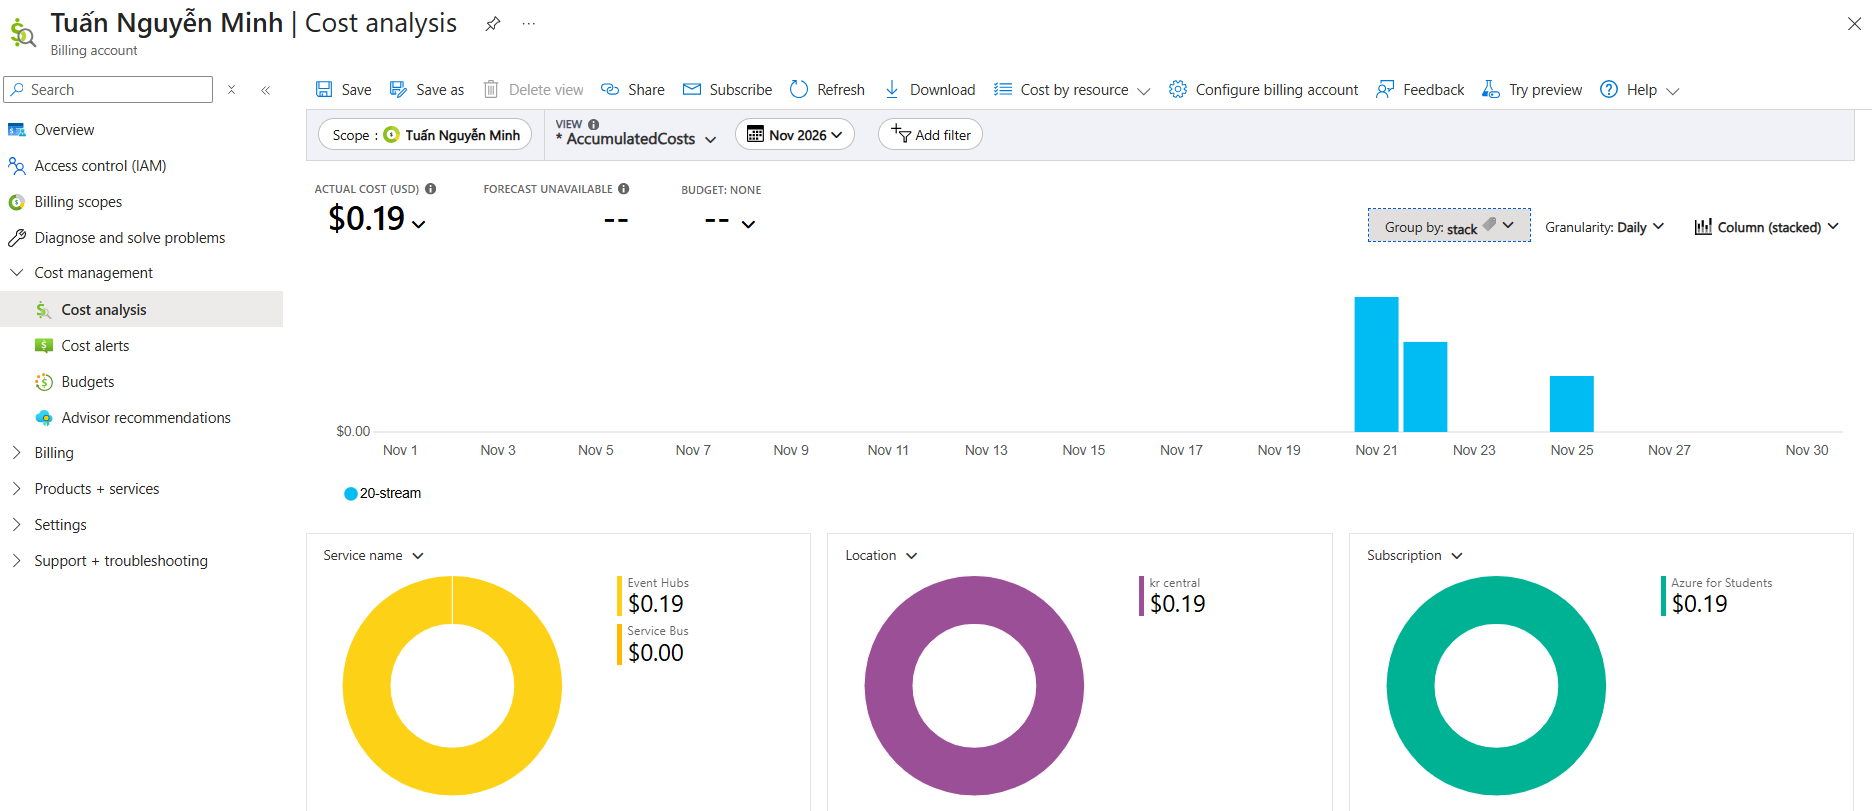 Tuấn Nguyễn Minh | Cost analysis
Billing account
Search
Save
Save as
Delete view
Share
Subscribe
Refresh
Download
Cost by resource
Configure billing account
Feedback
Try preview
Help
Overview
Access control (IAM)
Billing scopes
Diagnose and solve problems
Cost management
Cost analysis
Cost alerts
Budgets
Advisor recommendations
Billing
Products + services
Settings
Support + troubleshooting
Scope : Tuấn Nguyễn Minh
VIEW
* AccumulatedCosts
Nov 2026
Add filter
ACTUAL COST (USD)
$0.19
FORECAST UNAVAILABLE
--
BUDGET: NONE
--
Group by: stack
Granularity: Daily
Column (stacked)
$0.00
Nov 1
Nov 3
Nov 5
Nov 7
Nov 9
Nov 11
Nov 13
Nov 15
Nov 17
Nov 19
Nov 21
Nov 23
Nov 25
Nov 27
Nov 30
20-stream
Service name
Event Hubs
$0.19
Service Bus
$0.00
Location
kr central
$0.19
Subscription
Azure for Students
$0.19